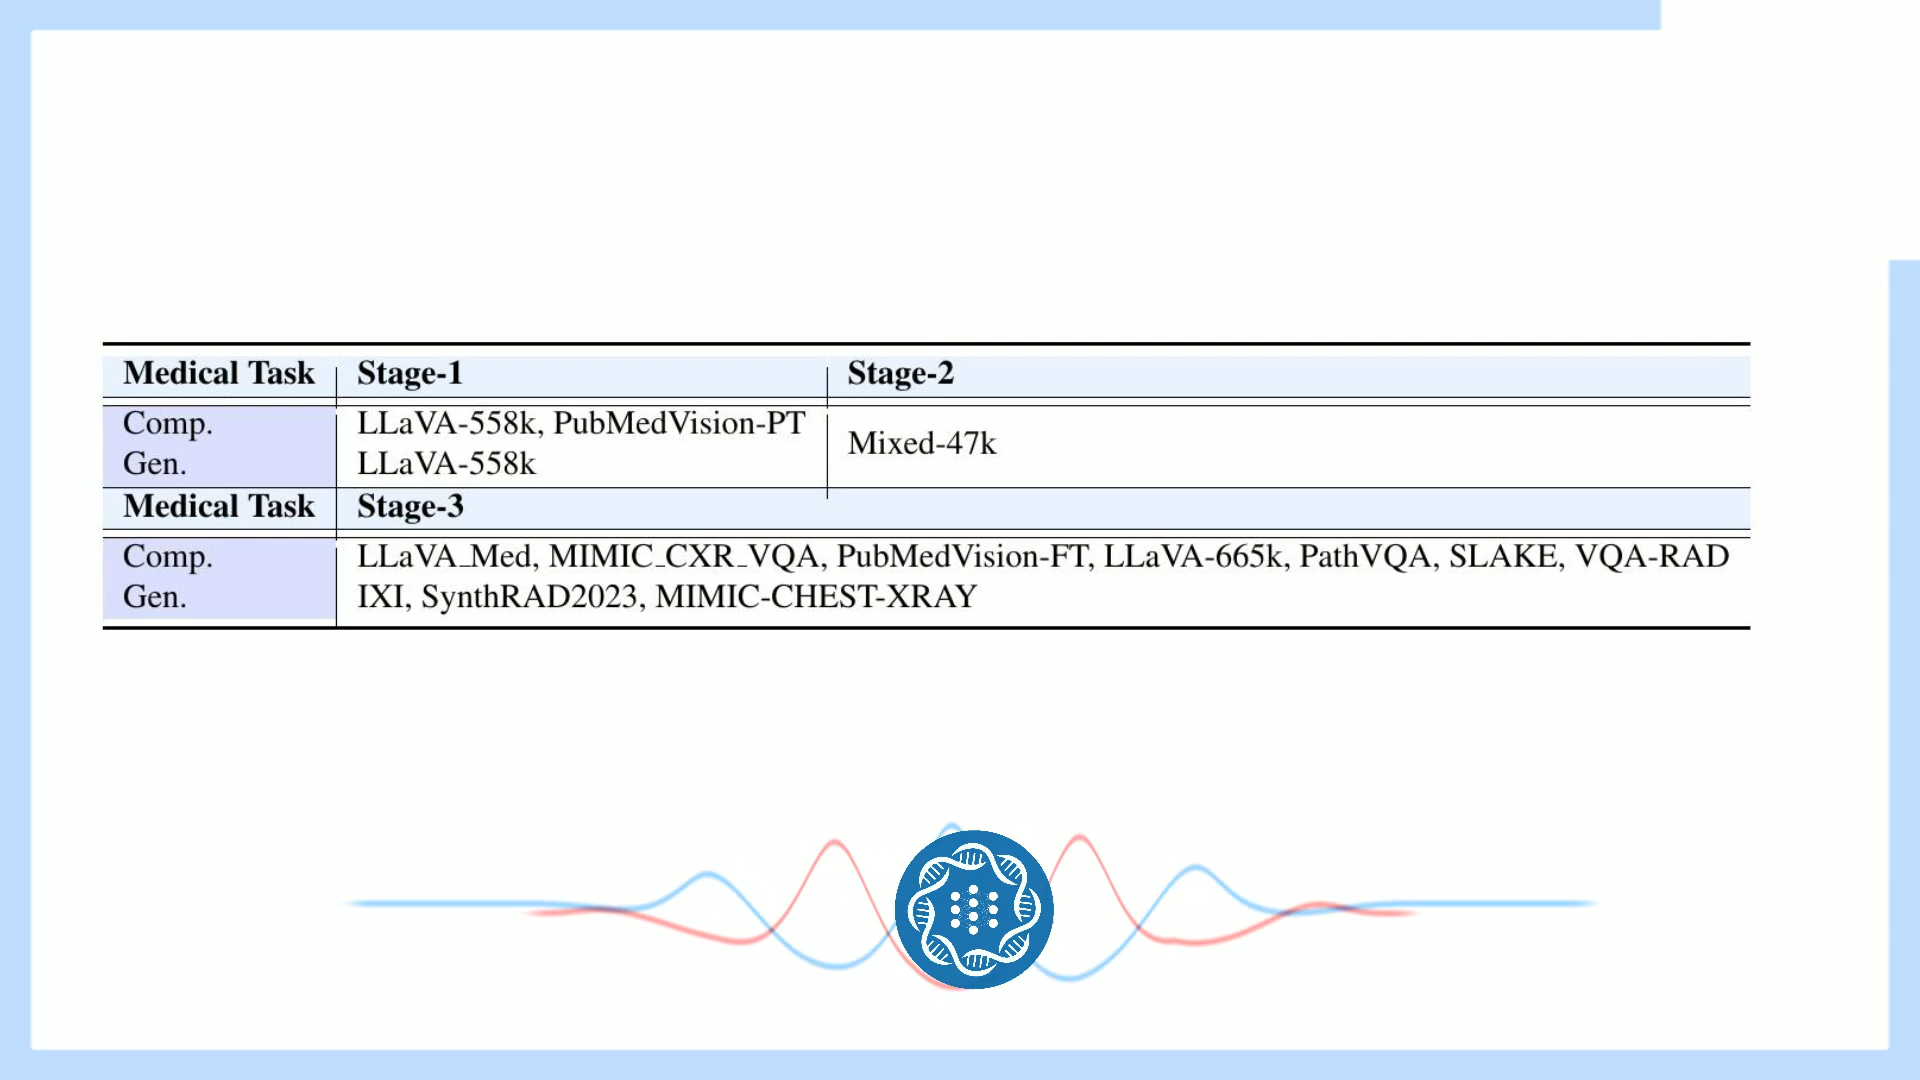 Medical Task Stage-1 Stage-2
Comp. LLaVA-558k, PubMedVision-PT
Mixed-47k
Gen. LLaVA-558k
Medical Task Stage-3
Comp. LLaVA_Med, MIMIC_CXR_VQA, PubMedVision-FT, LLaVA-665k, PathVQA, SLAKE, VQA-RAD
Gen. IXI, SynthRAD2023, MIMIC-CHEST-XRAY